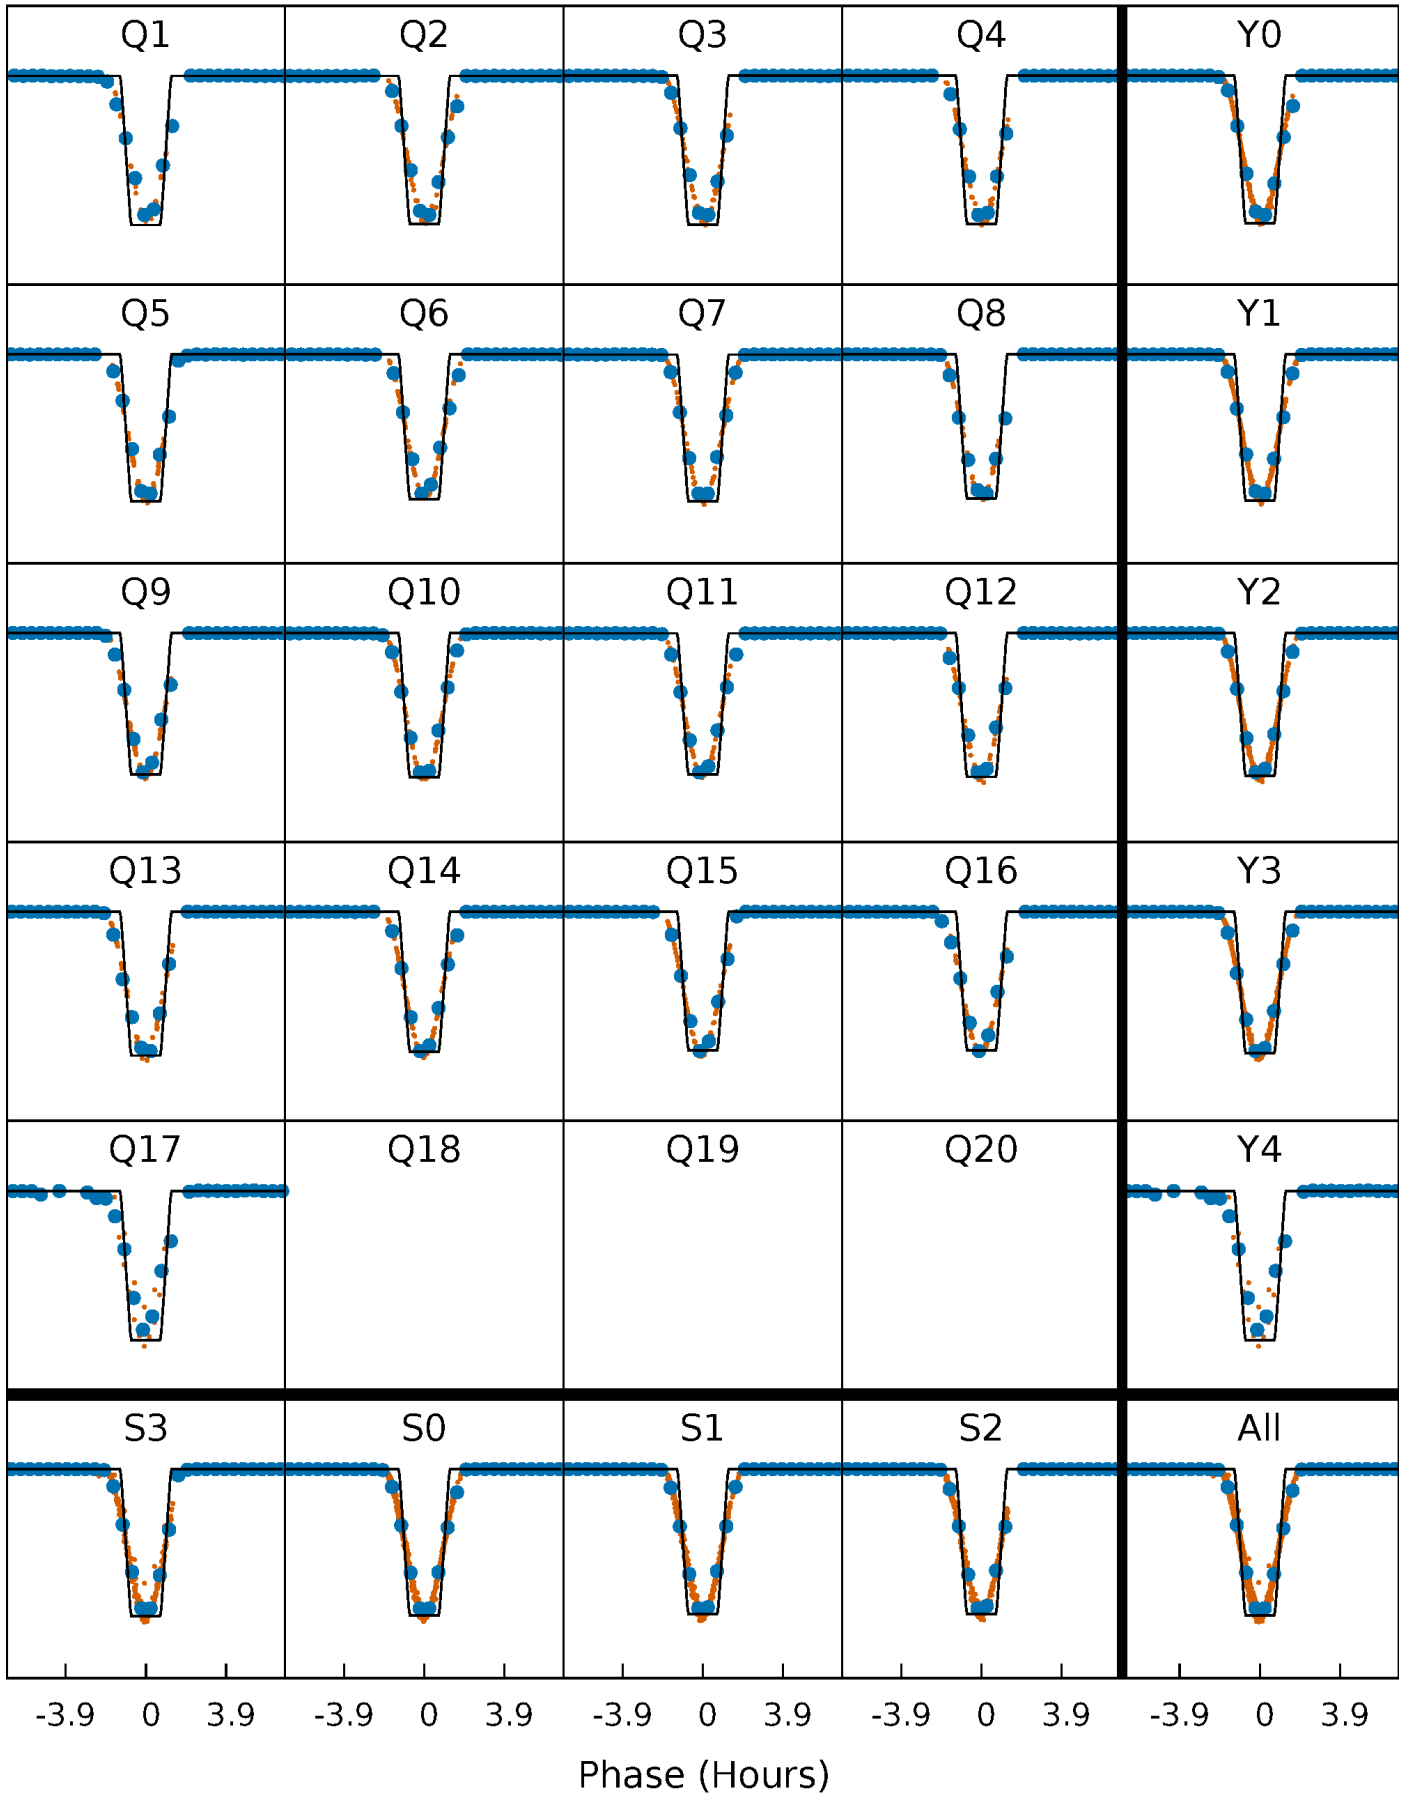 Q1 Q2 Q3 Q4 Y0
Q5 Q6 Q7 Q8 Y1
Q9 Q10 Q11 Q12 Y2
Q13 Q14 Q15 Q16 Y3
Q17 Q18 Q19 Q20 Y4
S3 S0 S1 S2 All
-3.9 0 3.9 -3.9 0 3.9 -3.9 0 3.9 -3.9 0 3.9 -3.9 0 3.9
Phase (Hours)